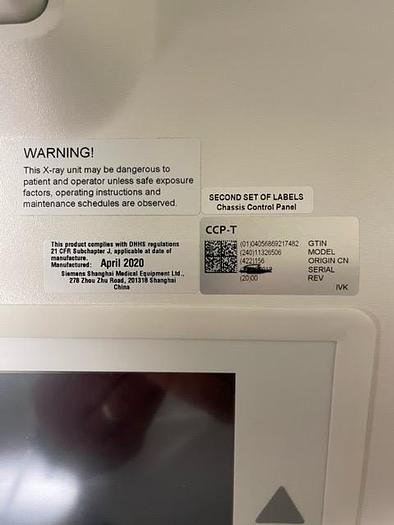 WARNING!
This X-ray unit may be dangerous to
patient and operator unless safe exposure
factors, operating instructions and
maintenance schedules are observed.
SECOND SET OF LABELS
Chassis Control Panel
This product complies with DHHS regulations
21 CFR Subchapter J, applicable at date of
manufacture.
Manufactured: April 2020
Siemens Shanghai Medical Equipment Ltd.,
278 Zhou Zhu Road, 201318 Shanghai
China
CCP-T
(01)04056869217482 GTIN
(240)11326506 MODEL
(422)156 ORIGIN CN
SERIAL
(20)00 REV
IVK